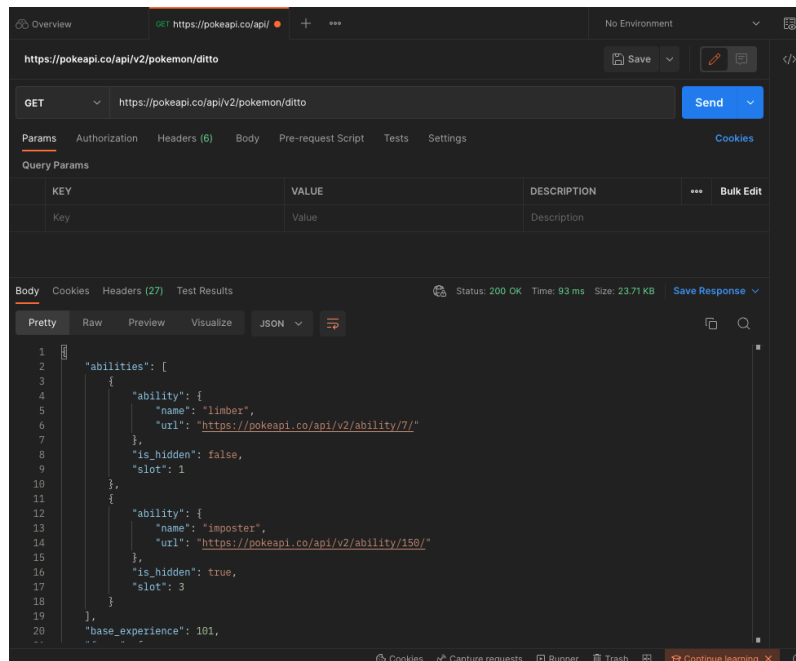 Overview GET https://pokeapi.co/api/ No Environment
https://pokeapi.co/api/v2/pokemon/ditto Save
GET https://pokeapi.co/api/v2/pokemon/ditto Send
Params Authorization Headers (6) Body Pre-request Script Tests Settings Cookies
Query Params
KEY VALUE DESCRIPTION ooo Bulk Edit
Key Value Description
Body Cookies Headers (27) Test Results Status: 200 OK Time: 93 ms Size: 23.71 KB Save Response
Pretty Raw Preview Visualize JSON
1 {
2 "abilities": [
3 {
4 "ability": {
5 "name": "limber",
6 "url": "https://pokeapi.co/api/v2/ability/7/"
7 },
8 "is_hidden": false,
9 "slot": 1
10 },
11 {
12 "ability": {
13 "name": "imposter",
14 "url": "https://pokeapi.co/api/v2/ability/150/"
15 },
16 "is_hidden": true,
17 "slot": 3
18 }
19 ],
20 "base_experience": 101,
Cookies Capture requests Runner Trash Continue learning